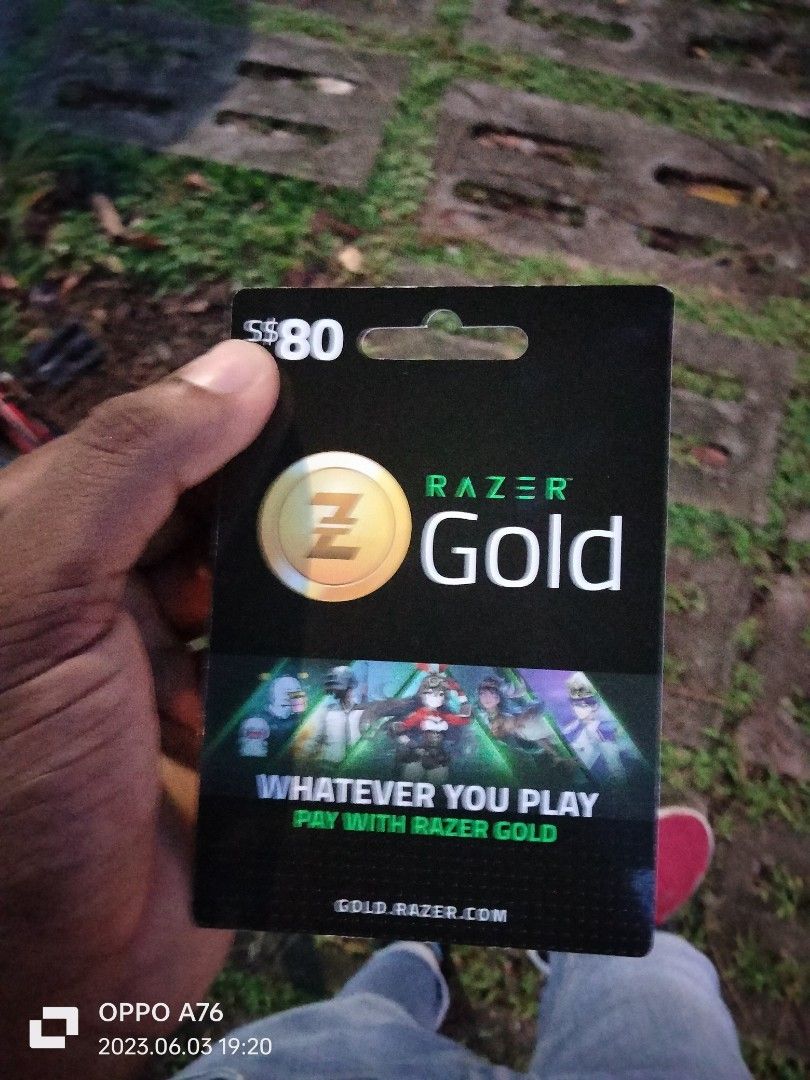 S$80
RAZER™
Gold
WHATEVER YOU PLAY
PAY WITH RAZER GOLD
GOLD.RAZER.COM
OPPO A76
2023.06.03 19:20